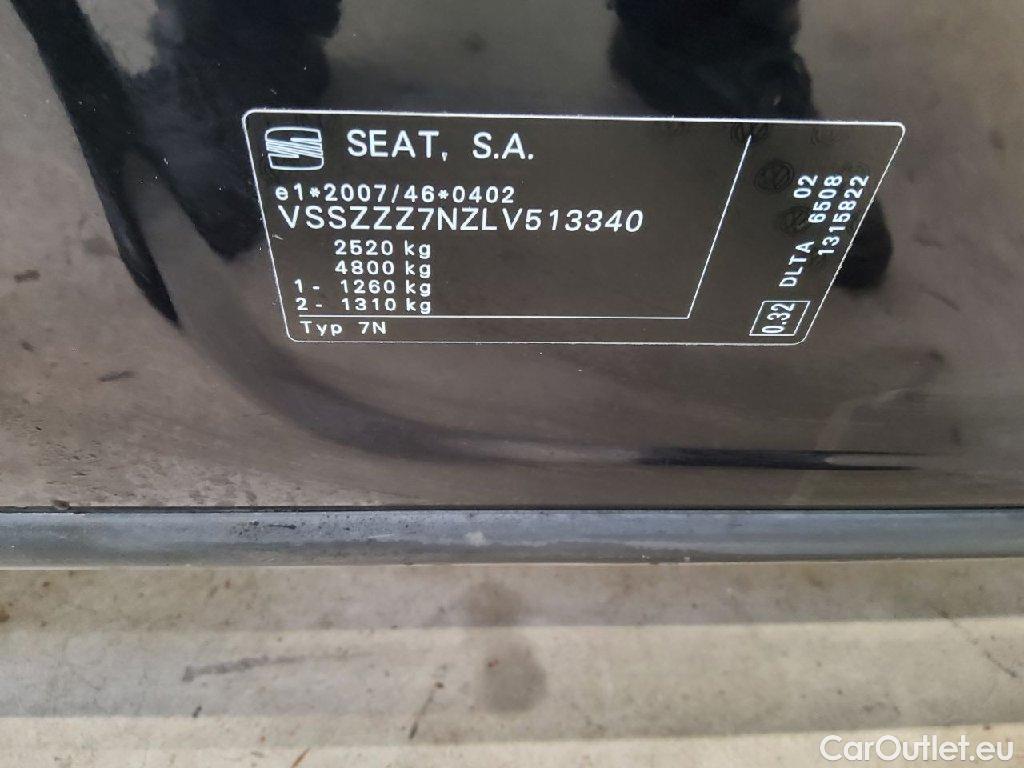 SEAT, S.A.
e1*2007/46*0402
VSSZZZ7NZLV513340
2520 kg
4800 kg
1 - 1260 kg
2 - 1310 kg
Typ 7N
0.32
DLTA 02
6508
1315822
CarOutlet.eu